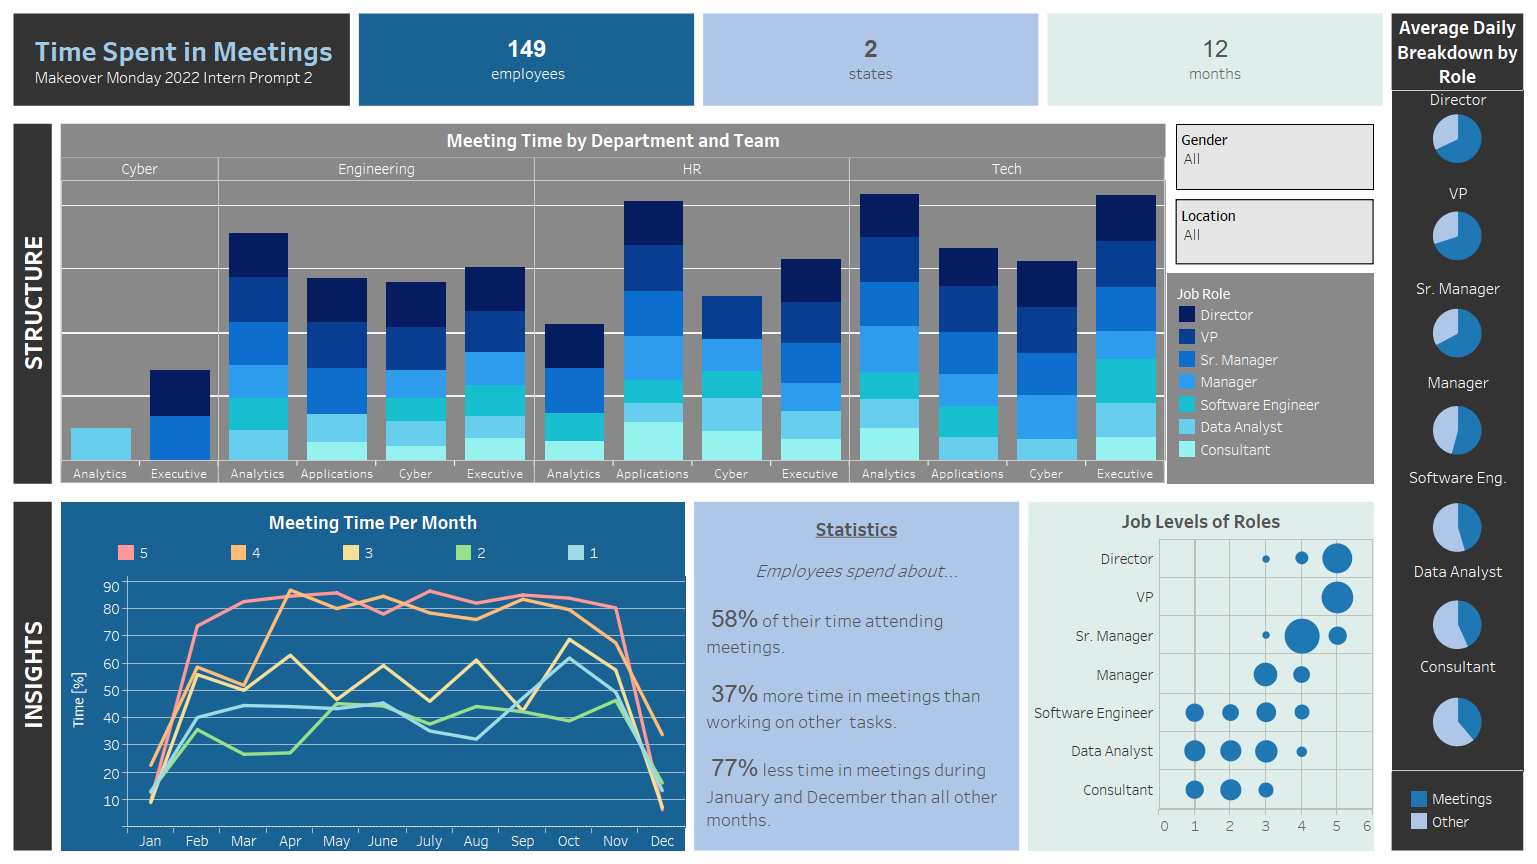 Time Spent in Meetings
Makeover Monday 2022 Intern Prompt 2
149
employees
2
states
12
months
Average Daily
Breakdown by
Role
STRUCTURE
Meeting Time by Department and Team
Cyber Engineering HR Tech
Analytics Executive Analytics Applications Cyber Executive Analytics Applications Cyber Executive Analytics Applications Cyber Executive
Gender
All
Location
All
Job Role
Director
VP
Sr. Manager
Manager
Software Engineer
Data Analyst
Consultant
INSIGHTS
Meeting Time Per Month
5 4 3 2 1
Time [%]
90
80
70
60
50
40
30
20
10
Jan Feb Mar Apr May June July Aug Sep Oct Nov Dec
Statistics
Employees spend about...
58% of their time attending
meetings.
37% more time in meetings than
working on other tasks.
77% less time in meetings during
January and December than all other
months.
Job Levels of Roles
Director
VP
Sr. Manager
Manager
Software Engineer
Data Analyst
Consultant
0 1 2 3 4 5 6
Director
VP
Sr. Manager
Manager
Software Eng.
Data Analyst
Consultant
Meetings
Other